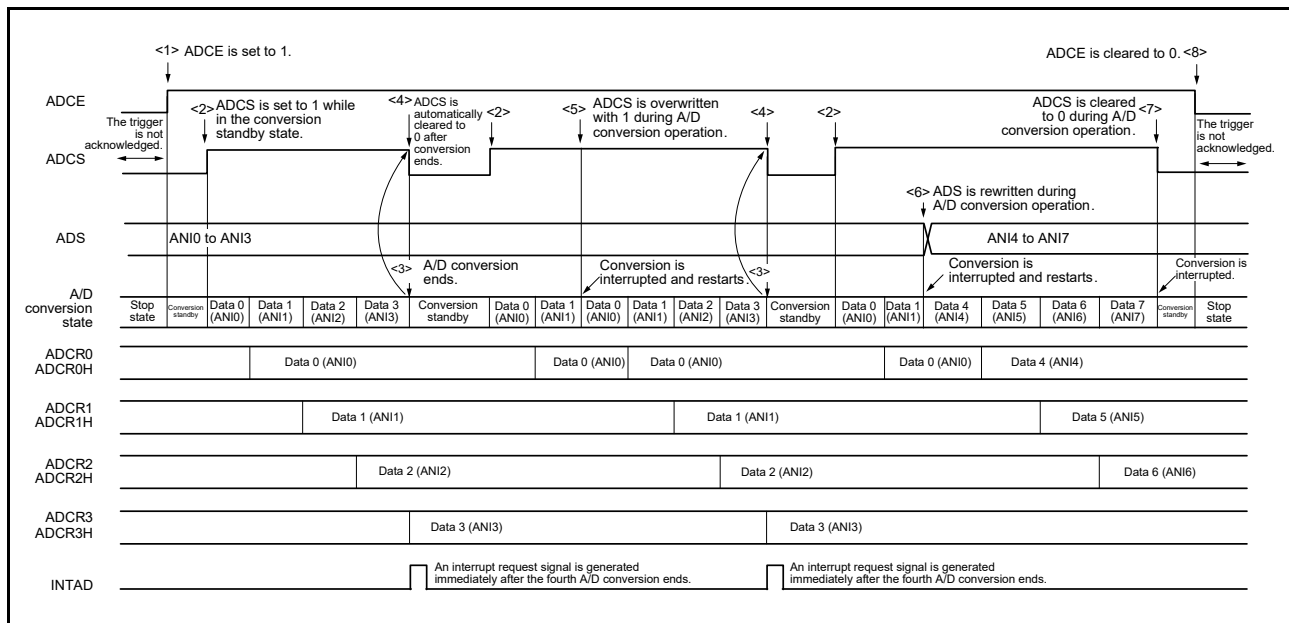 <1> ADCE is set to 1.
ADCE is cleared to 0. <8>
ADCE
The trigger
is not
acknowledged.
<2> ADCS is set to 1 while
in the conversion
standby state.
<4> ADCS is
automatically
cleared to
0 after
conversion
ends.
<2>
<5> ADCS is overwritten
with 1 during A/D
conversion operation.
<4>
<2>
ADCS is cleared <7>
to 0 during A/D
conversion operation.
The trigger
is not
acknowledged.
ADCS
<6> ADS is rewritten during
A/D conversion operation.
ADS
ANI0 to ANI3
ANI4 to ANI7
<3> A/D conversion
ends.
Conversion is
interrupted and restarts.
<3>
Conversion is
interrupted and restarts.
Conversion is
interrupted.
A/D
conversion
state
Stop
state
Conversion
standby
Data 0
(ANI0)
Data 1
(ANI1)
Data 2
(ANI2)
Data 3
(ANI3)
Conversion
standby
Data 0
(ANI0)
Data 1
(ANI1)
Data 0
(ANI0)
Data 1
(ANI1)
Data 2
(ANI2)
Data 3
(ANI3)
Conversion
standby
Data 0
(ANI0)
Data 1
(ANI1)
Data 4
(ANI4)
Data 5
(ANI5)
Data 6
(ANI6)
Data 7
(ANI7)
Conversion
standby
Stop
state
ADCR0
ADCR0H
Data 0 (ANI0)
Data 0 (ANI0)
Data 0 (ANI0)
Data 0 (ANI0)
Data 4 (ANI4)
ADCR1
ADCR1H
Data 1 (ANI1)
Data 1 (ANI1)
Data 5 (ANI5)
ADCR2
ADCR2H
Data 2 (ANI2)
Data 2 (ANI2)
Data 6 (ANI6)
ADCR3
ADCR3H
Data 3 (ANI3)
Data 3 (ANI3)
INTAD
An interrupt request signal is generated
immediately after the fourth A/D conversion ends.
An interrupt request signal is generated
immediately after the fourth A/D conversion ends.